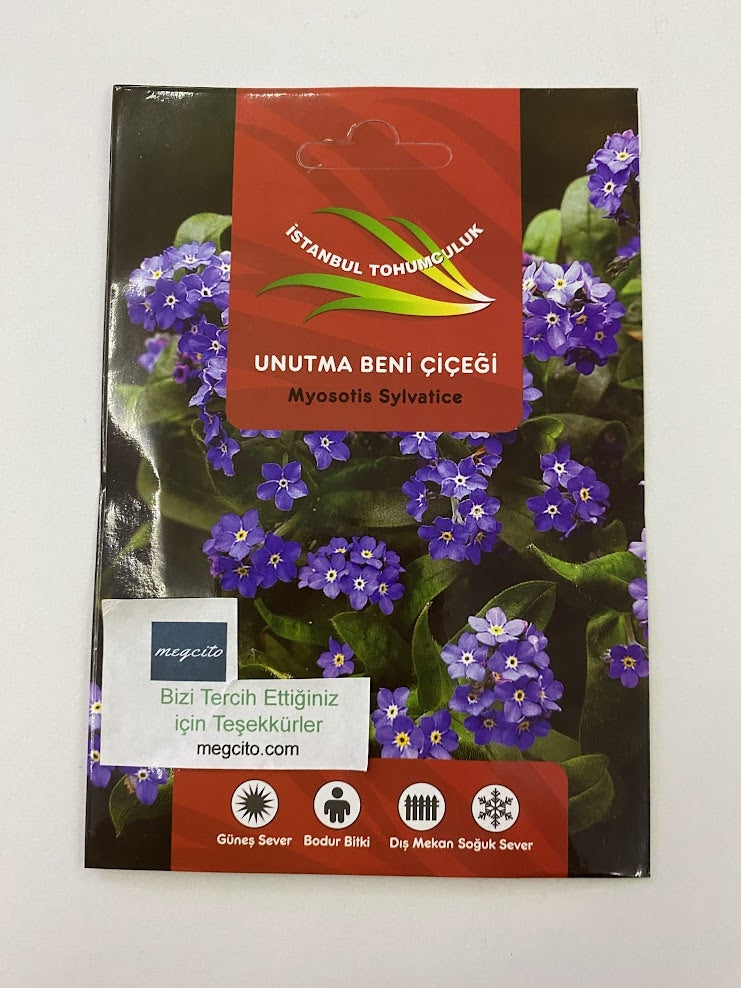 İSTANBUL TOHUMCULUK
UNUTMA BENİ ÇİÇEĞİ
Myosotis Sylvatice
megcito
Bizi Tercih Ettiğiniz
için Teşekkürler
megcito.com
Güneş Sever Bodur Bitki Dış Mekan Soğuk Sever